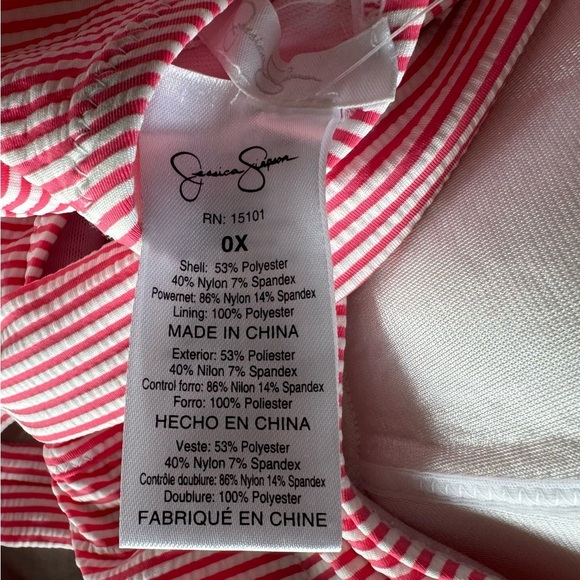 Jessica Simpson
Jessica Simpson
RN: 15101
0X
Shell: 53% Polyester
40% Nylon 7% Spandex
Powernet: 86% Nylon 14% Spandex
Lining: 100% Polyester
MADE IN CHINA
Exterior: 53% Poliester
40% Nilon 7% Spandex
Control forro: 86% Nilon 14% Spandex
Forro: 100% Poliester
HECHO EN CHINA
Veste: 53% Polyester
40% Nylon 7% Spandex
Contrôle doublure: 86% Nylon 14% Spandex
Doublure: 100% Polyester
FABRIQUÉ EN CHINE